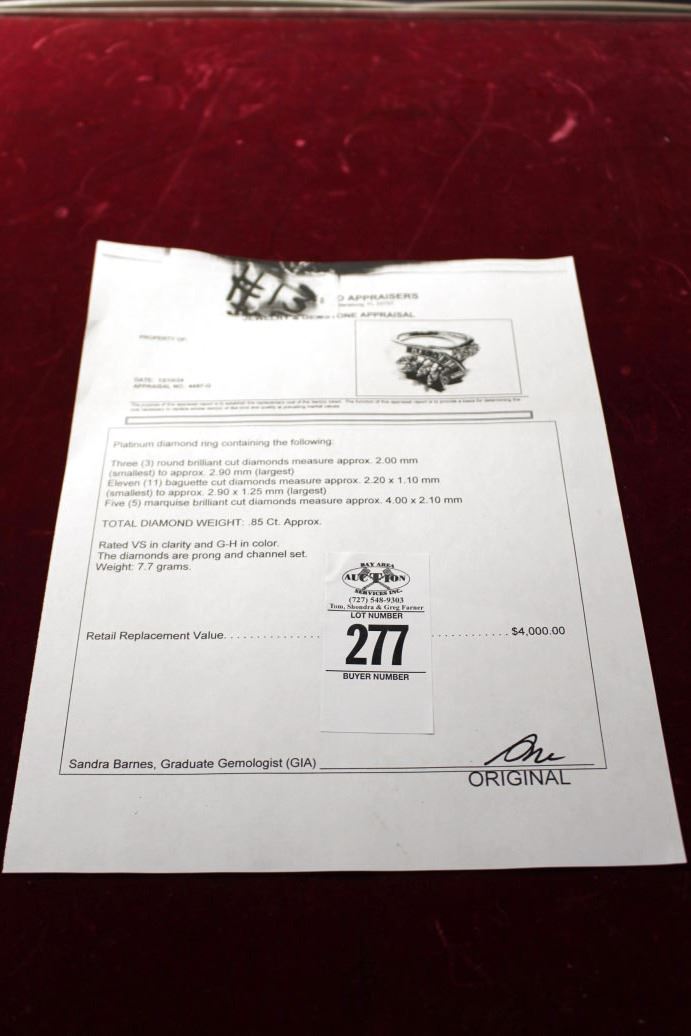 #13
D APPRAISERS
JEWELRY & GEMSTONE APPRAISAL
PROPERTY OF:
DATE: 12/14/04
APPRAISAL NO.
Platinum diamond ring containing the following:
Three (3) round brilliant cut diamonds measure approx. 2.00 mm
(smallest) to approx. 2.90 mm (largest)
Eleven (11) baguette cut diamonds measure approx. 2.20 x 1.10 mm
(smallest) to approx. 2.90 x 1.25 mm (largest)
Five (5) marquise brilliant cut diamonds measure approx. 4.00 x 2.10 mm
TOTAL DIAMOND WEIGHT: .85 Ct. Approx.
Rated VS in clarity and G-H in color.
The diamonds are prong and channel set.
Weight: 7.7 grams.
BAY AREA
AUCTION
SERVICES INC.
(727) 548-9303
Tom, Shondra & Greg Farner
LOT NUMBER
277
BUYER NUMBER
Retail Replacement Value. . . . . . . . . . . . . . . . . . . . . . . . . . . . . $4,000.00
Sandra Barnes, Graduate Gemologist (GIA)
ORIGINAL